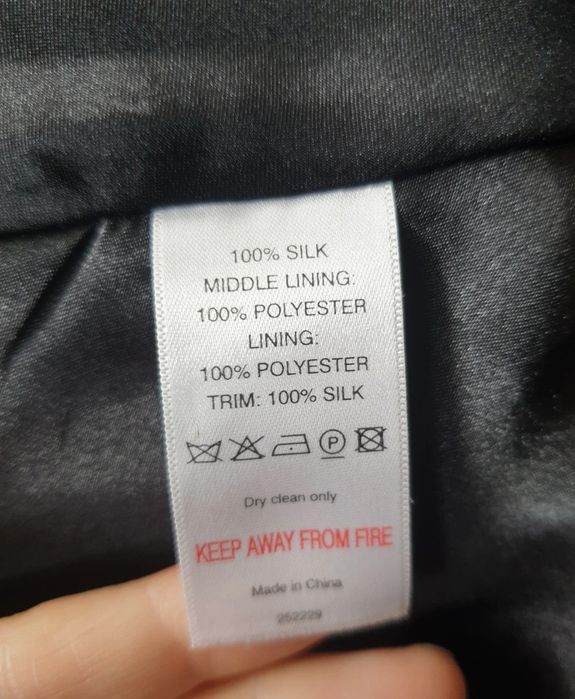 100% SILK
MIDDLE LINING:
100% POLYESTER
LINING:
100% POLYESTER
TRIM: 100% SILK
P
Dry clean only
KEEP AWAY FROM FIRE
Made in China
252229